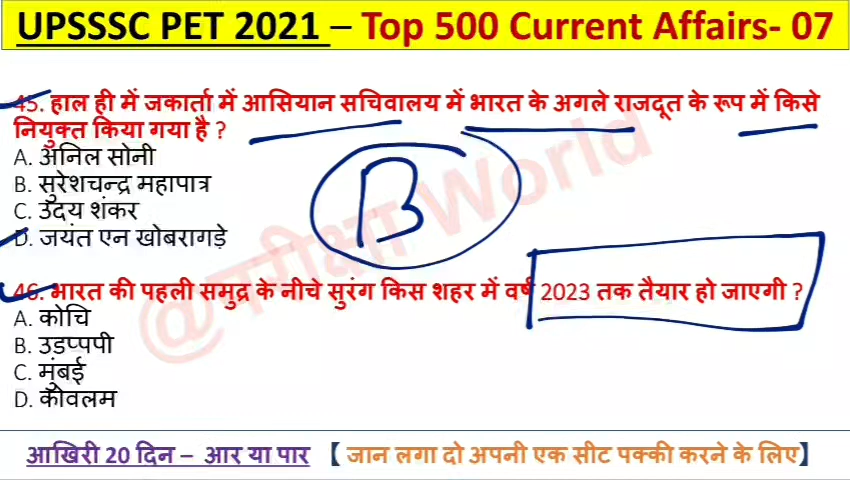 UPSSSC PET 2021 – Top 500 Current Affairs- 07
45. हाल ही में जकार्ता में आसियान सचिवालय में भारत के अगले राजदूत के रूप में किसे
नियुक्त किया गया है ?
A. अनिल सोनी
B. सुरेशचन्द्र महापात्र
C. उदय शंकर
D. जयंत एन खोबरागड़े
B
46. भारत की पहली समुद्र के नीचे सुरंग किस शहर में वर्ष 2023 तक तैयार हो जाएगी ?
A. कोचि
B. उडप्पपी
C. मुंबई
D. कोवलम
@परीक्षा World
आखिरी 20 दिन – आर या पार 【 जान लगा दो अपनी एक सीट पक्की करने के लिए】